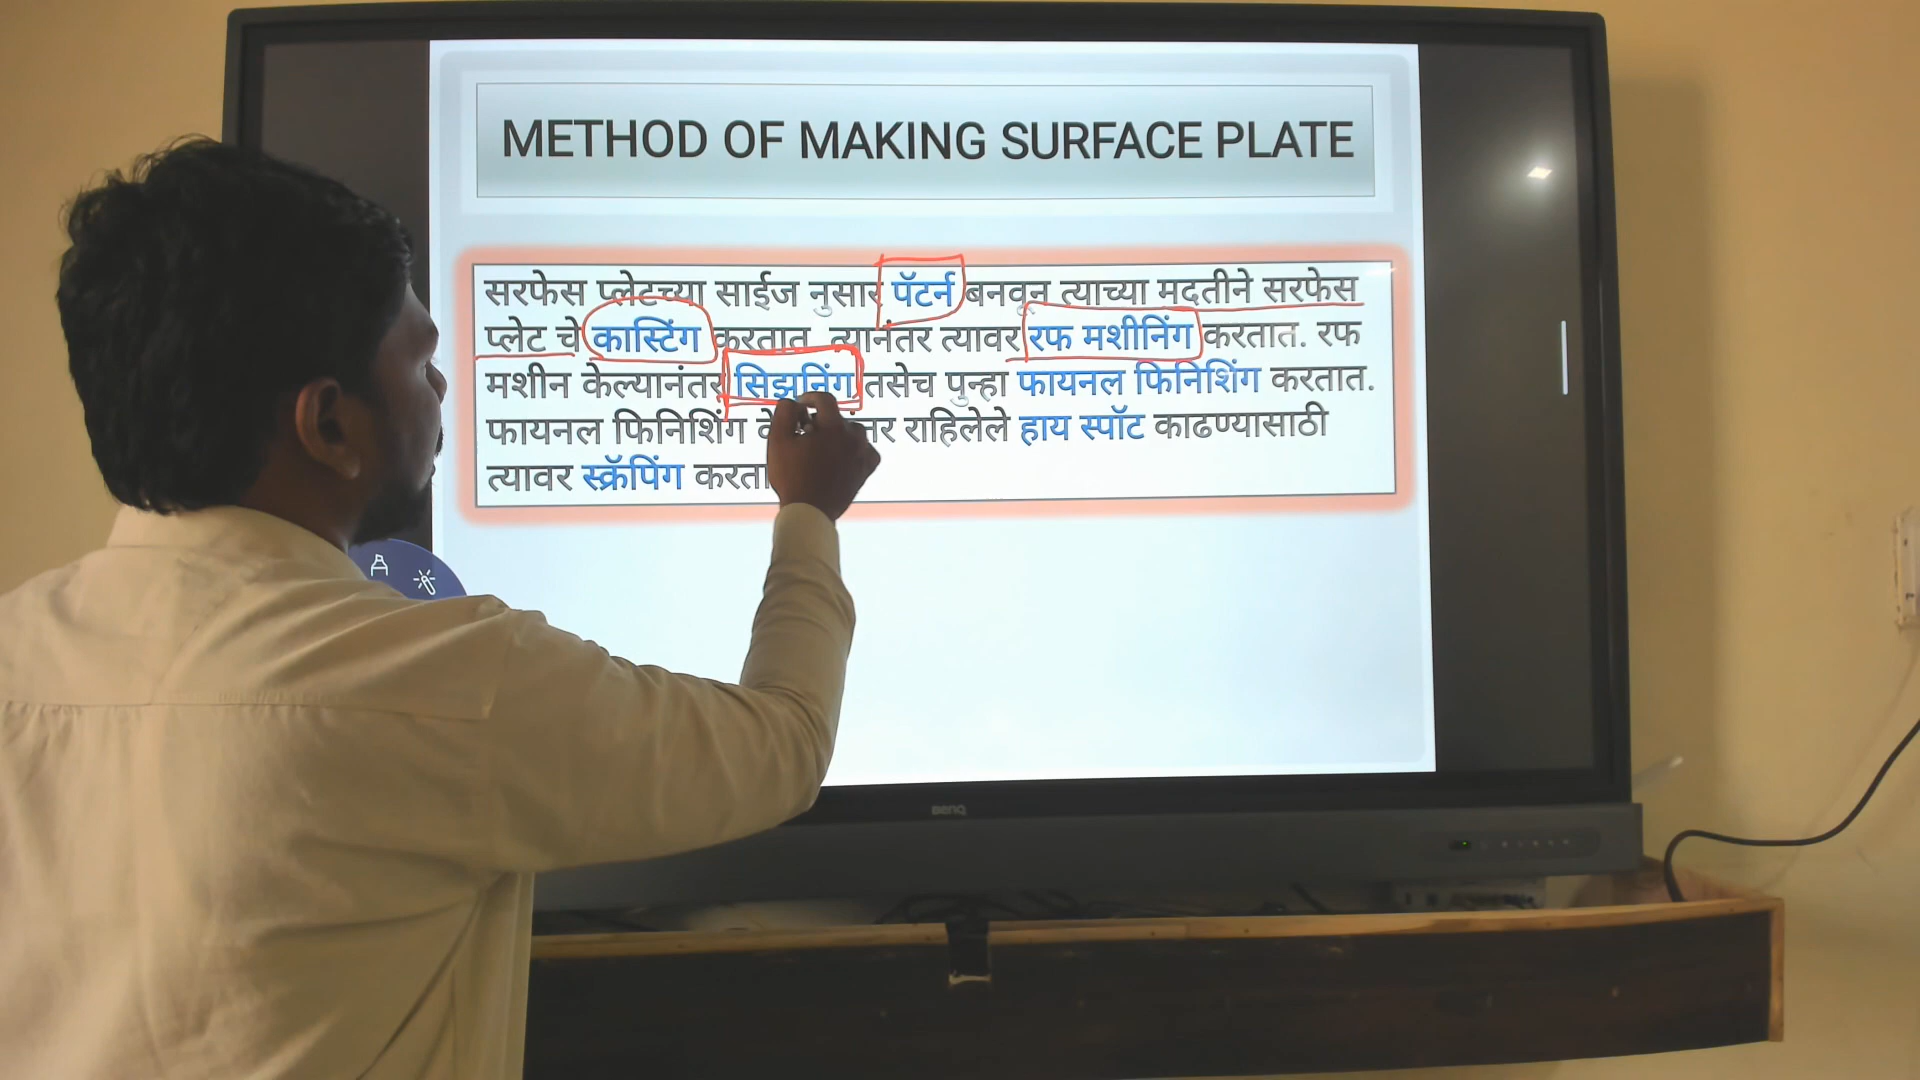 METHOD OF MAKING SURFACE PLATE
सरफेस प्लेटच्या साईज नुसार पॅटर्न बनवून त्याच्या मदतीने सरफेस
प्लेट चे कास्टिंग करतात. त्यानंतर त्यावर रफ मशीनिंग करतात. रफ
मशीन केल्यानंतर सिझनिंग तसेच पुन्हा फायनल फिनिशिंग करतात.
फायनल फिनिशिंग राहिलेले हाय स्पॉट काढण्यासाठी
त्यावर स्क्रॅपिंग
BenQ